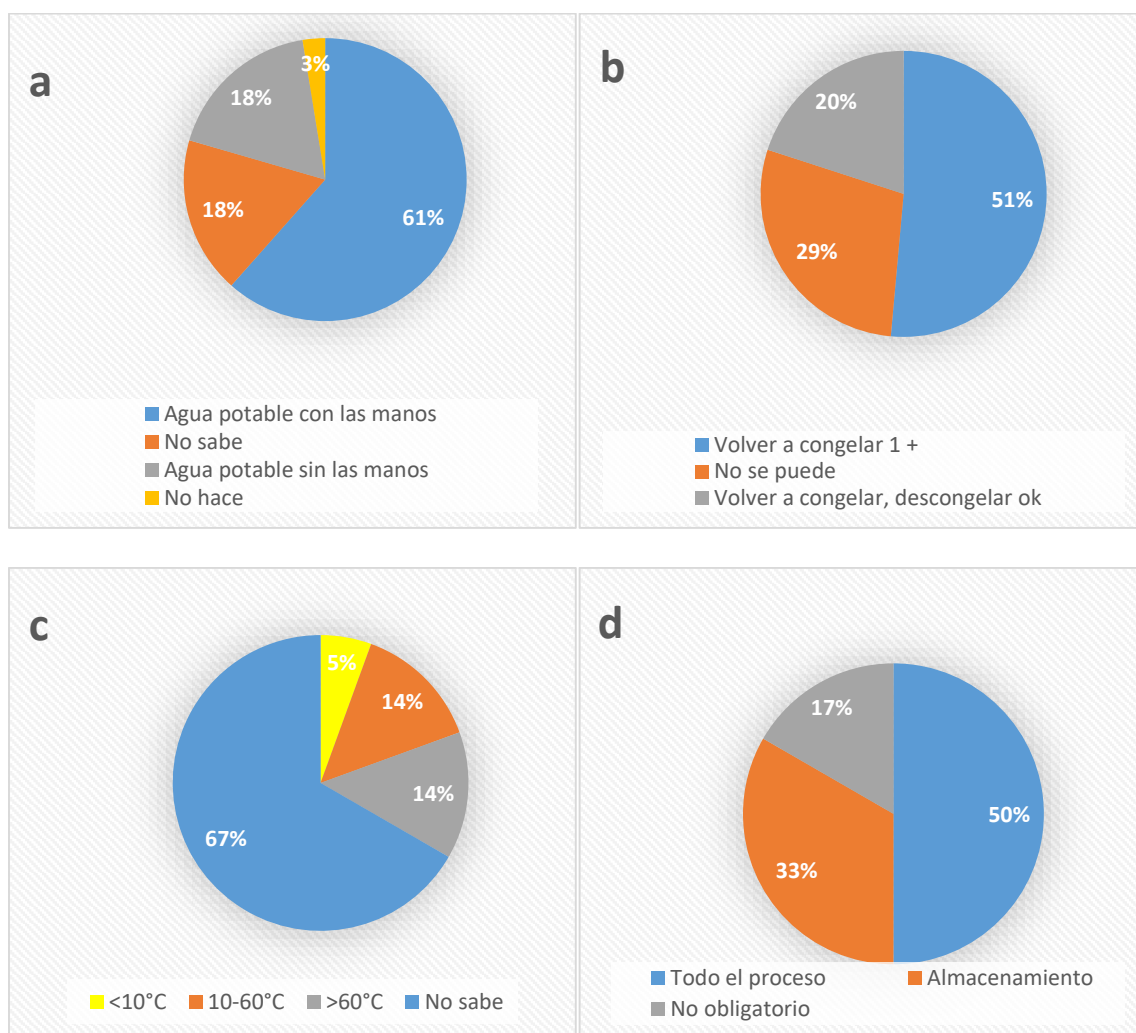 a
3%
18%
18%
61%
Agua potable con las manos
No sabe
Agua potable sin las manos
No hace
b
20%
51%
29%
Volver a congelar 1 +
No se puede
Volver a congelar, descongelar ok
c
5%
14%
14%
67%
<10°C 10-60°C >60°C No sabe
d
17%
50%
33%
Todo el proceso Almacenamiento
No obligatorio